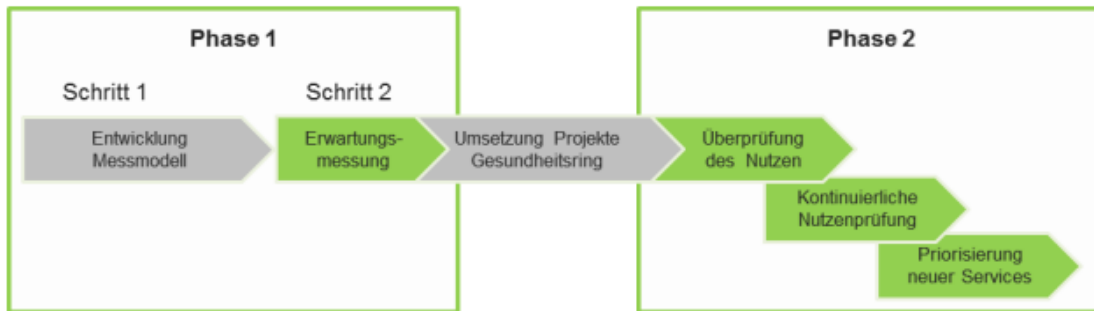 Phase 1
Phase 2
Schritt 1
Schritt 2
Entwicklung
Messmodell
Erwartungs-
messung
Umsetzung Projekte
Gesundheitsring
Überprüfung
des Nutzen
Kontinuierliche
Nutzenprüfung
Priorisierung
neuer Services